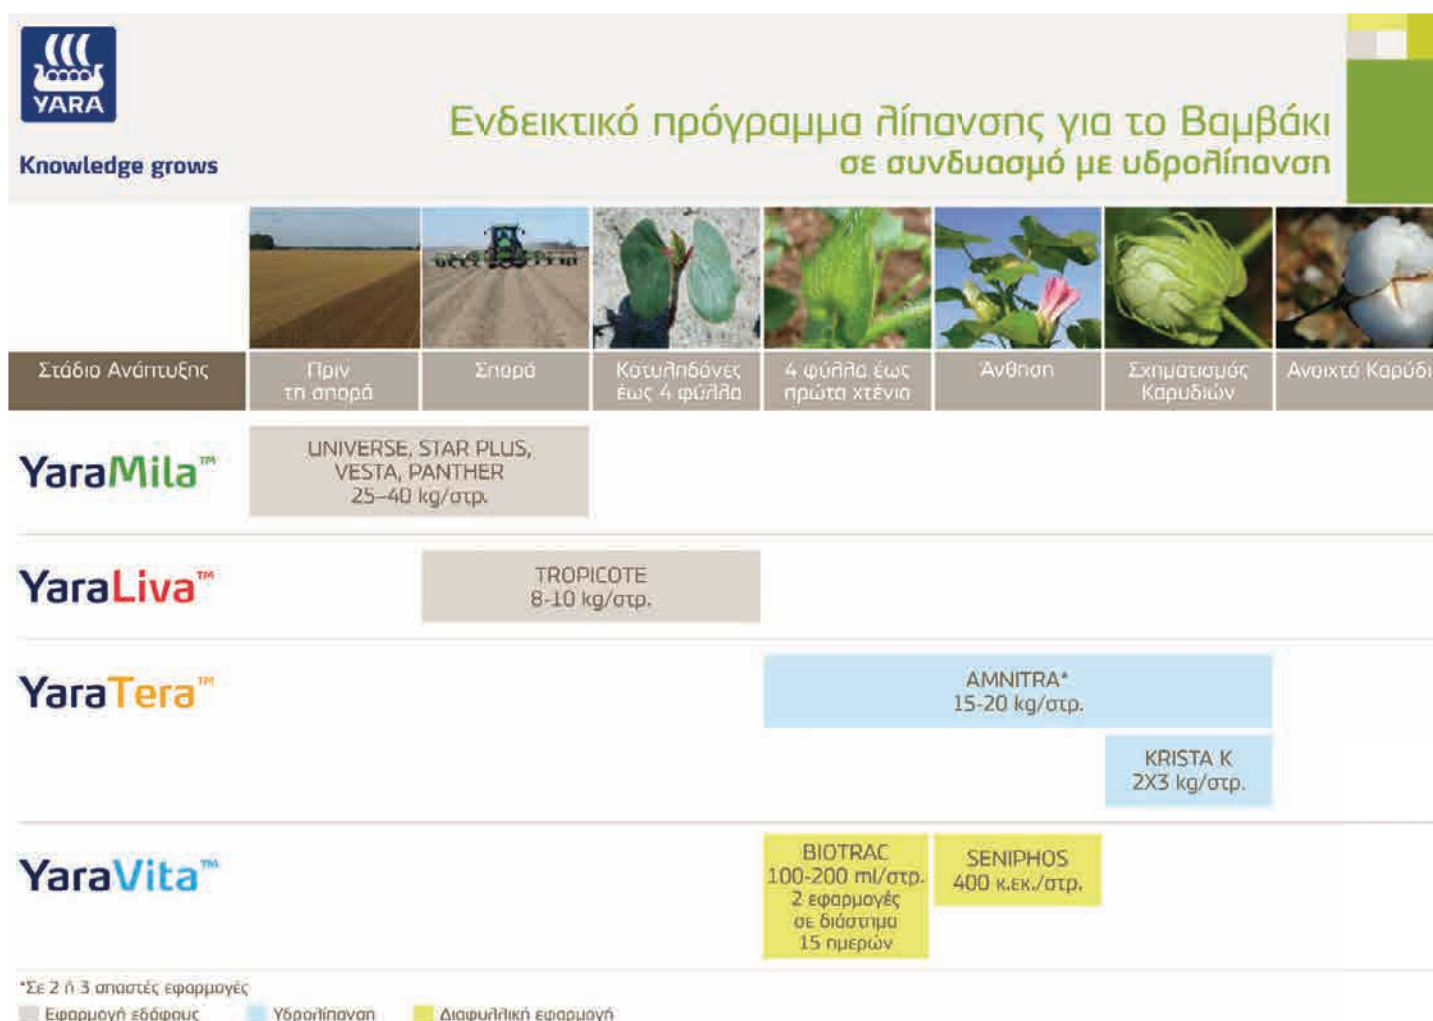 YARA
Knowledge grows
Ενδεικτικό πρόγραμμα λίπανσης για το Βαμβάκι
σε συνδυασμό με υδρολίπανση
Στάδιο Ανάπτυξης
Πριν
τη σπορά
Σπορά
Κοτυληδόνες
έως 4 φύλλα
4 φύλλα έως
πρώτα χτένια
Άνθηση
Σχηματισμός
Καρυδιών
Ανοιχτό Καρύδι
YaraMila™
UNIVERSE, STAR PLUS,
VESTA, PANTHER
25–40 kg/στρ.
YaraLiva™
TROPICOTE
8-10 kg/στρ.
YaraTera™
AMNITRA*
15-20 kg/στρ.
KRISTA K
2X3 kg/στρ.
YaraVita™
BIOTRAC
100-200 ml/στρ.
2 εφαρμογές
σε διάστημα
15 ημερών
SENIPHOS
400 κ.εκ./στρ.
*Σε 2 ή 3 σπαστές εφαρμογές
Εφαρμογή εδάφους
Υδρολίπανση
Διαφυλλική εφαρμογή